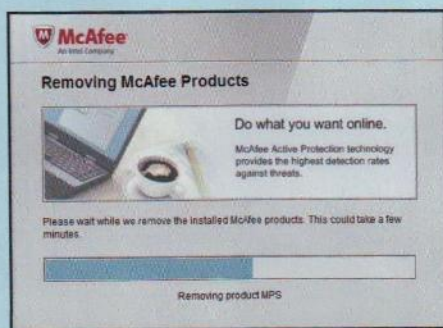 McAfee
An Intel Company
Removing McAfee Products
Do what you want online.
McAfee Active Protection technology
provides the highest detection rates
against threats.
Please wait while we remove the installed McAfee products. This could take a few
minutes.
Removing product MPS